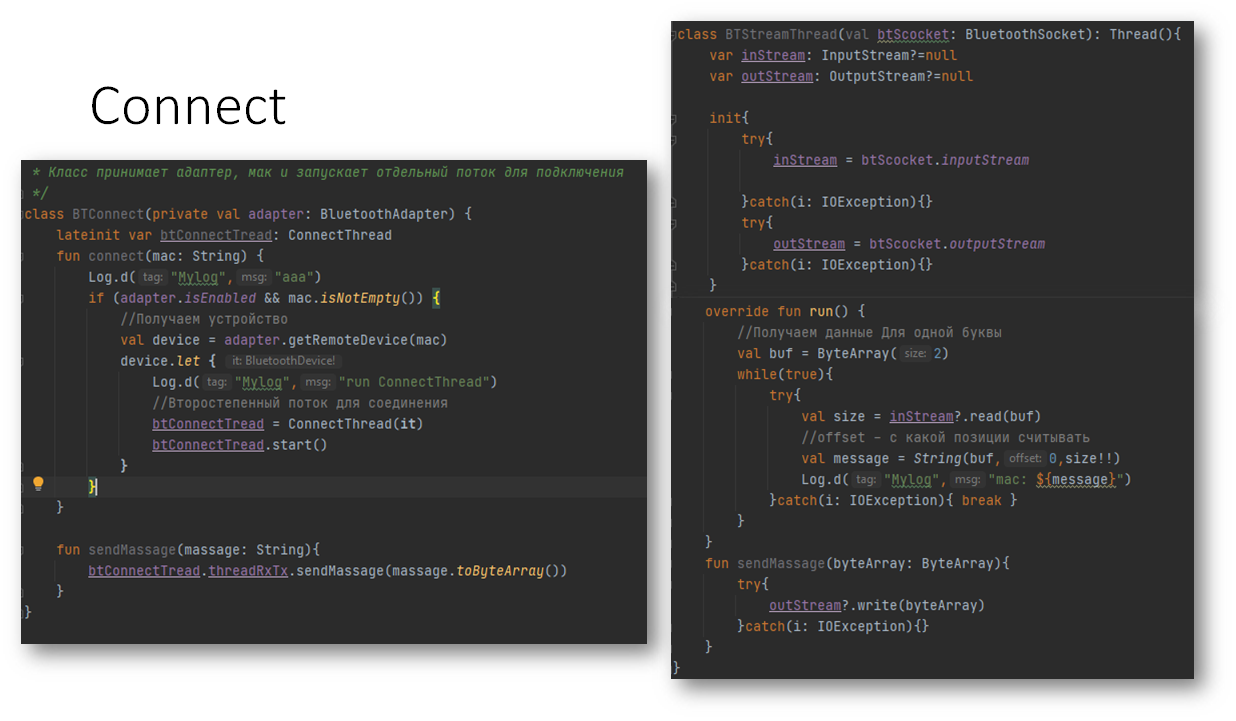 Connect
* Класс принимает адаптер, мак и запускает отдельный поток для подключения
*/
class BTConnect(private val adapter: BluetoothAdapter) {
lateinit var btConnectTread: ConnectThread
fun connect(mac: String) {
Log.d( tag: "Mylog", msg: "aaa")
if (adapter.isEnabled && mac.isNotEmpty()) {
//Получаем устройство
val device = adapter.getRemoteDevice(mac)
device.let { it: BluetoothDevice!
Log.d( tag: "Mylog", msg: "run ConnectThread")
//Второстепенный поток для соединения
btConnectTread = ConnectThread(it)
btConnectTread.start()
}
}
}
fun sendMassage(massage: String){
btConnectTread.threadRxTx.sendMassage(massage.toByteArray())
}
}
class BTStreamThread(val btScocket: BluetoothSocket): Thread(){
var inStream: InputStream?=null
var outStream: OutputStream?=null
init{
try{
inStream = btScocket.inputStream
}catch(i: IOException){}
try{
outStream = btScocket.outputStream
}catch(i: IOException){}
}
override fun run() {
//Получаем данные Для одной буквы
val buf = ByteArray( size: 2)
while(true){
try{
val size = inStream?.read(buf)
//offset - с какой позиции считывать
val message = String(buf, offset: 0,size!!)
Log.d( tag: "Mylog", msg: "mac: ${message}")
}catch(i: IOException){ break }
}
}
fun sendMassage(byteArray: ByteArray){
try{
outStream?.write(byteArray)
}catch(i: IOException){}
}
}